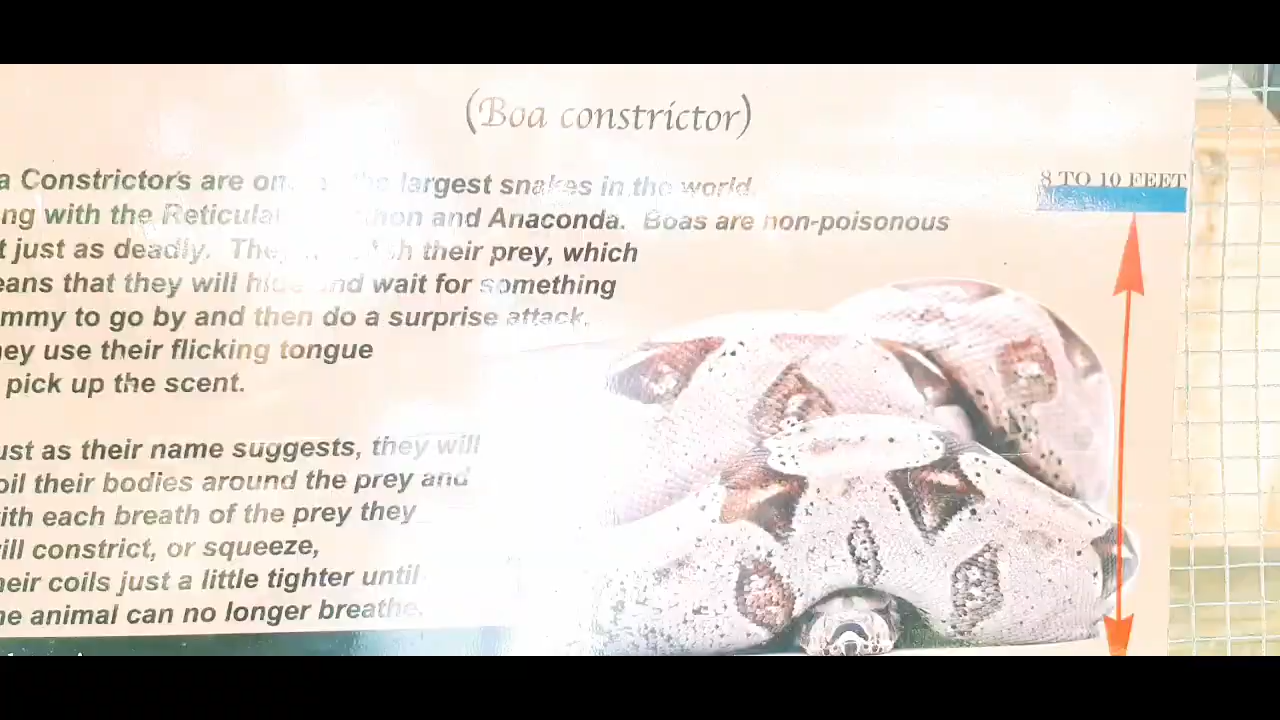 (Boa constrictor)
8 TO 10 FEET
a Constrictors are on the largest snakes in the world,
ng with the Reticula hon and Anaconda. Boas are non-poisonous
t just as deadly. The h their prey, which
eans that they will hide and wait for something
mmy to go by and then do a surprise attack.
ey use their flicking tongue
pick up the scent.
ust as their name suggests, they will
oil their bodies around the prey and
ith each breath of the prey they
ill constrict, or squeeze,
heir coils just a little tighter until
he animal can no longer breathe.